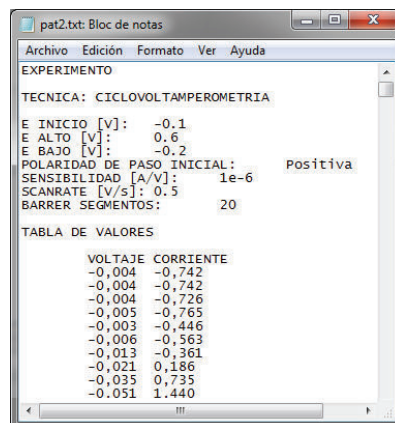 pat2.txt: Bloc de notas
Archivo Edición Formato Ver Ayuda
EXPERIMENTO
TECNICA: CICLOVOLTAMPEROMETRIA
E INICIO [V]: -0.1
E ALTO [V]: 0.6
E BAJO [V]: -0.2
POLARIDAD DE PASO INICIAL: Positiva
SENSIBILIDAD [A/V]: 1e-6
SCANRATE [V/s]: 0.5
BARRER SEGMENTOS: 20
TABLA DE VALORES
VOLTAJE CORRIENTE
-0,004 -0,742
-0,004 -0,742
-0,004 -0,726
-0,005 -0,765
-0,003 -0,446
-0,006 -0,563
-0,013 -0,361
-0,021 0,186
-0,035 0,735
-0.051 1.440